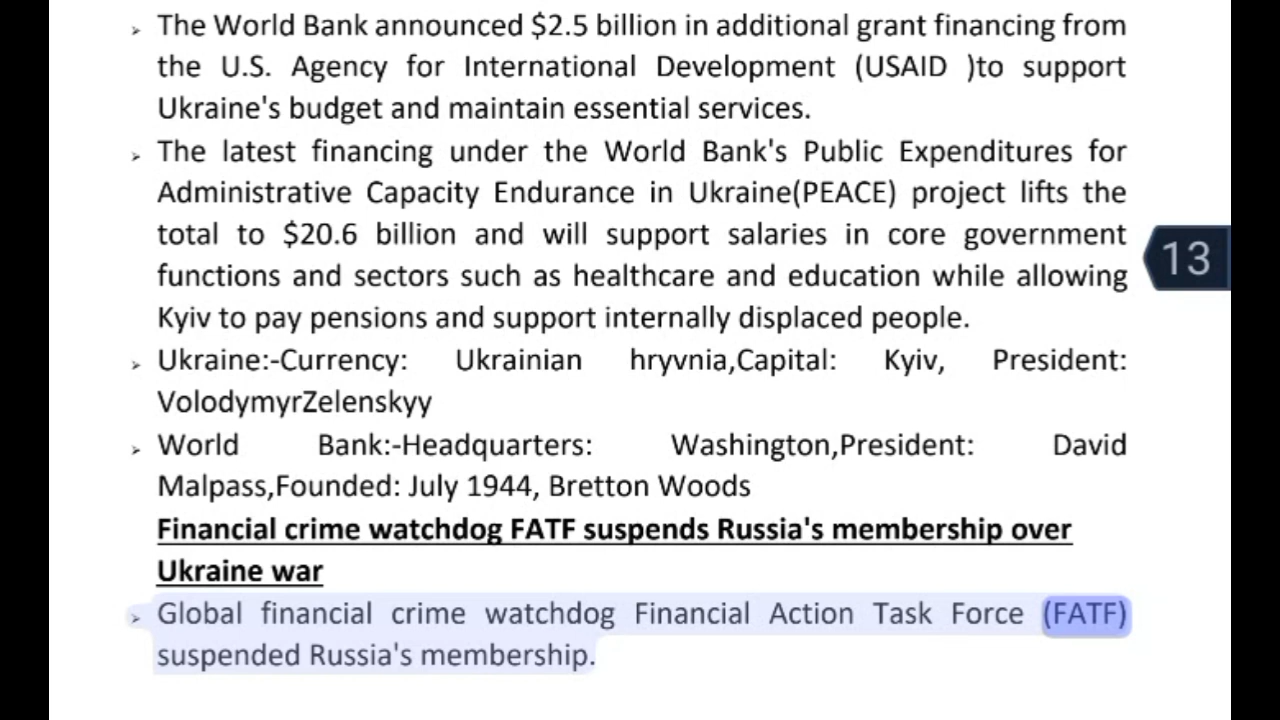 The World Bank announced $2.5 billion in additional grant financing from
the U.S. Agency for International Development (USAID )to support
Ukraine's budget and maintain essential services.
The latest financing under the World Bank's Public Expenditures for
Administrative Capacity Endurance in Ukraine(PEACE) project lifts the
total to $20.6 billion and will support salaries in core government
functions and sectors such as healthcare and education while allowing
Kyiv to pay pensions and support internally displaced people.
Ukraine:-Currency: Ukrainian hryvnia,Capital: Kyiv, President:
VolodymyrZelenskyy
World Bank:-Headquarters: Washington,President: David
Malpass,Founded: July 1944, Bretton Woods
Financial crime watchdog FATF suspends Russia's membership over
Ukraine war
Global financial crime watchdog Financial Action Task Force (FATF)
suspended Russia's membership.
13